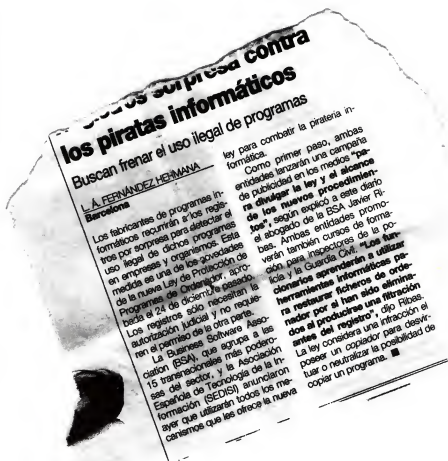 sorpresa contra
los piratas informáticos
Buscan frenar el uso ilegal de programas
L. Á. FERNÁNDEZ HERMANA
Barcelona
Los fabricantes de programas in-
formáticos recurrirán a los regis-
tros por sorpresa para detectar el
uso ilegal de dichos programas
en empresas y organismos. Esta
medida es una de las novedades
de la nueva Ley de Protección de
Programas de Ordenador, apro-
bada el 24 de diciembre pasado.
Los registros sólo necesitan
autorización judicial y no requie-
ren el permiso de la otra parte.
La Business Software Asso-
ciation (BSA), que agrupa a las
15 transnacionales más podero-
sas del sector, y la Asociación
Española de Tecnología de la In-
formación (SEDISI) anunciaron
ayer que utilizarán todos los me-
canismos que les ofrece la nueva
ley para combatir la piratería in-
formática.
Como primer paso, ambas
entidades lanzarán una campaña
de publicidad en los medios "pa-
ra divulgar la ley y el alcance
de los nuevos procedimien-
tos", según explicó a este diario
el abogado de la BSA Javier Ri-
bas. Ambas entidades promo-
verán también cursos de forma-
ción para inspectores de la po-
licía y la Guardia Civil. "Los fun-
cionarios aprenderán a utilizar
herramientas informáticas pa-
ra restaurar ficheros de orde-
nador por si han sido elimina-
dos al producirse una filtración
antes del registro", dijo Ribas.
La ley considera una infracción el
poseer un copiador para desvir-
tuar o neutralizar la posibilidad de
copiar un programa. ■